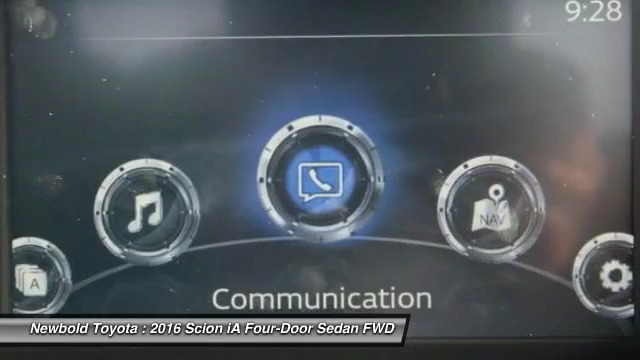 9:28
NAV
A
Communication
Newbold Toyota : 2016 Scion iA Four-Door Sedan FWD